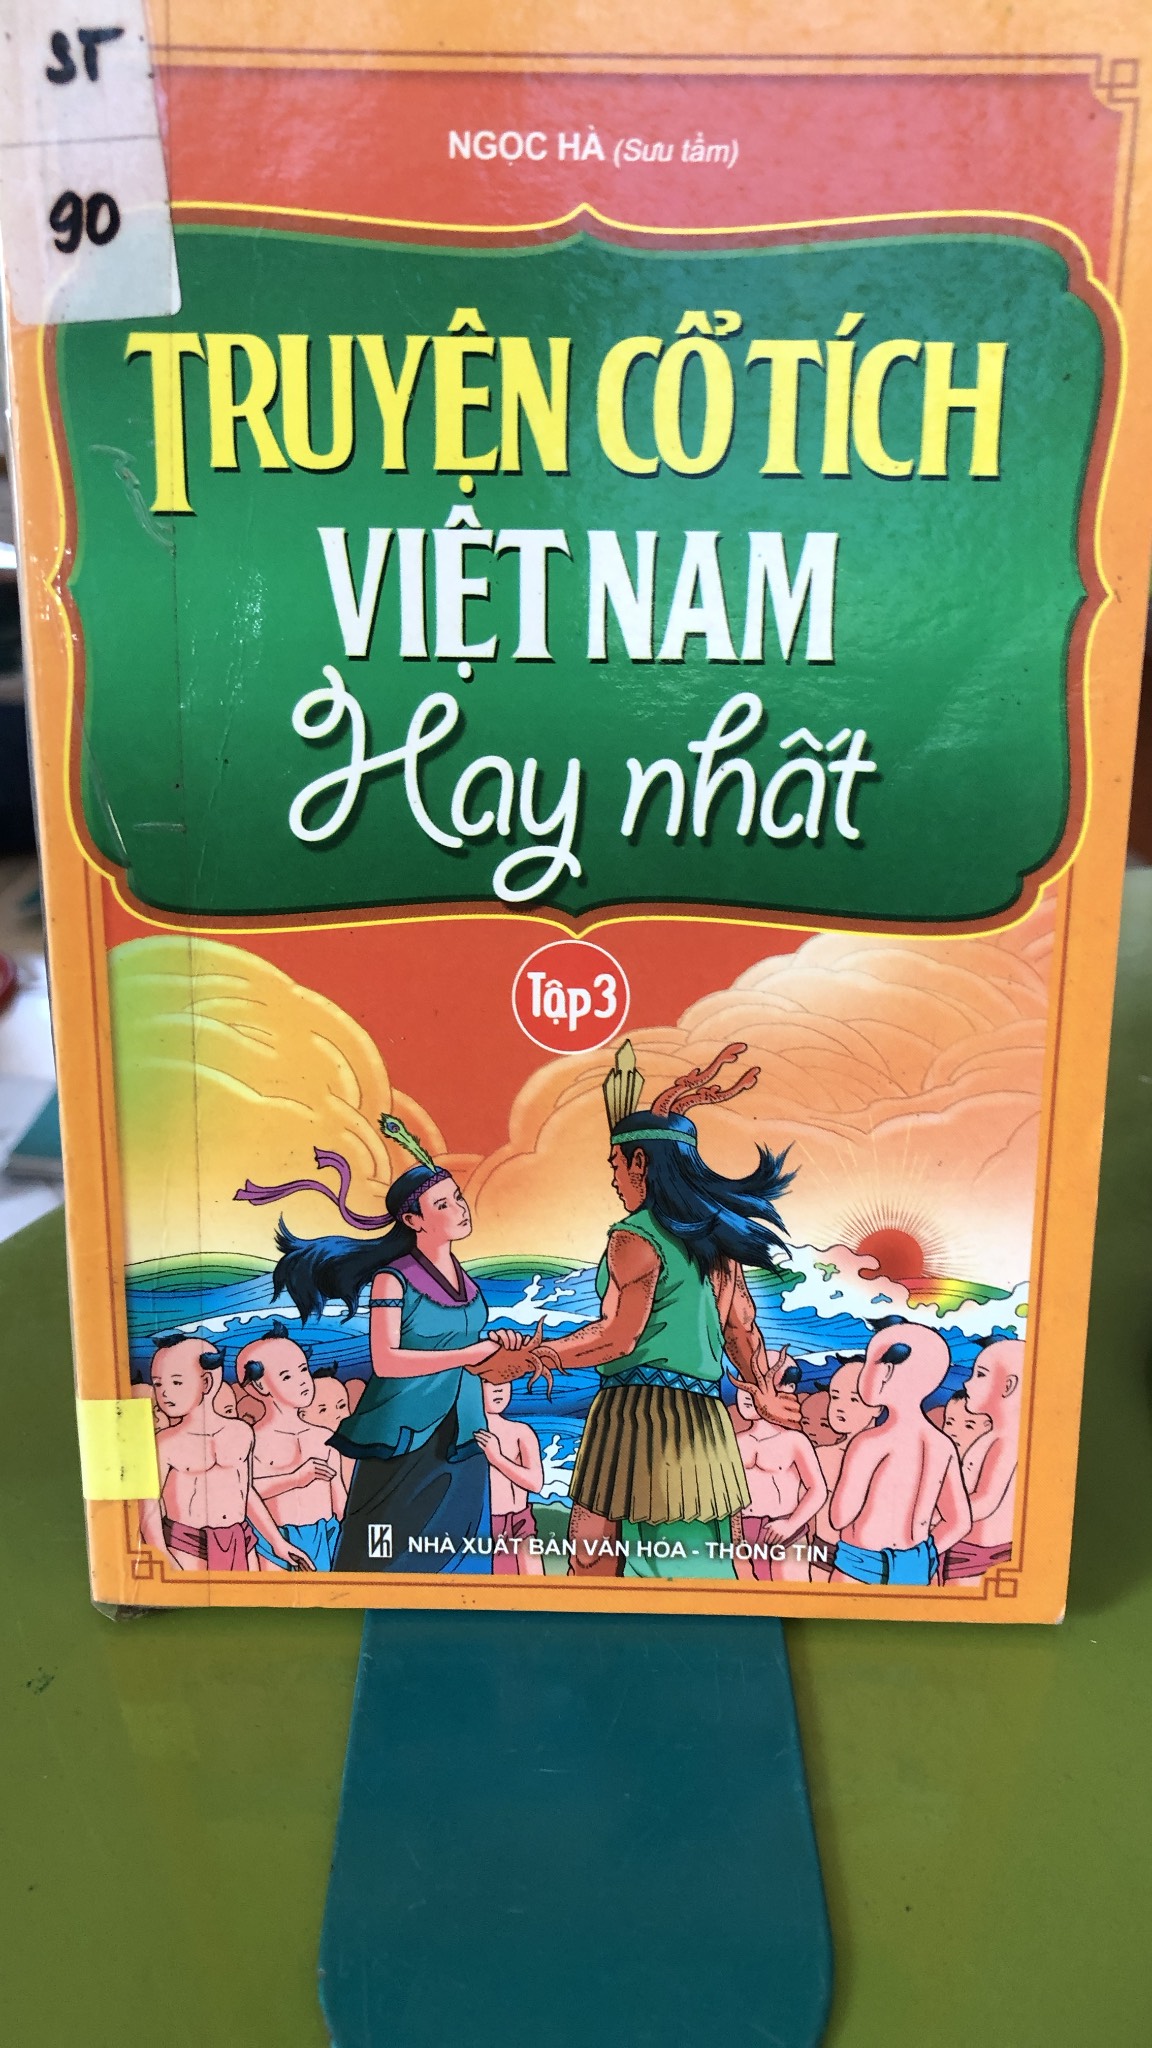 ST
90
NGỌC HÀ (Sưu tầm)
TRUYỆN CỔ TÍCH
VIỆT NAM
Hay nhất
Tập 3
NHÀ XUẤT BẢN VĂN HÓA - THÔNG TIN